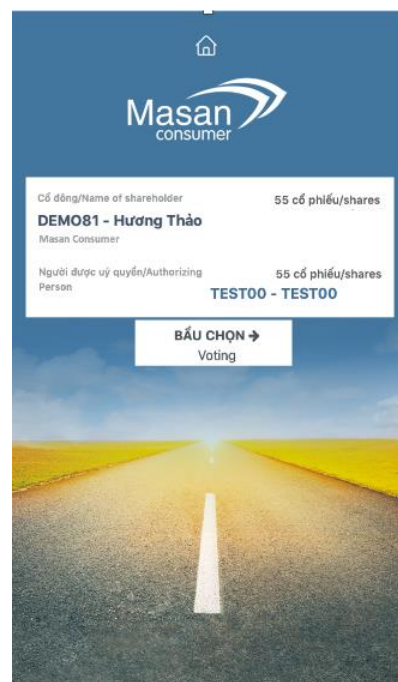 Masan
consumer
Cổ đông/Name of shareholder 55 cổ phiếu/shares
DEMO81 - Hương Thảo
Masan Consumer
Người được uỷ quyền/Authorizing 55 cổ phiếu/shares
Person
TEST00 - TEST00
BẦU CHỌN →
Voting